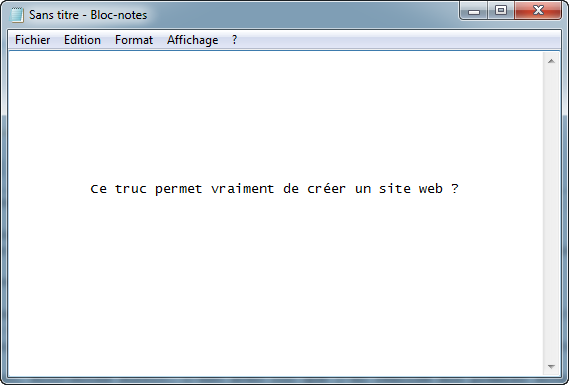 Sans titre - Bloc-notes
Fichier Edition Format Affichage ?
Ce truc permet vraiment de créer un site web ?